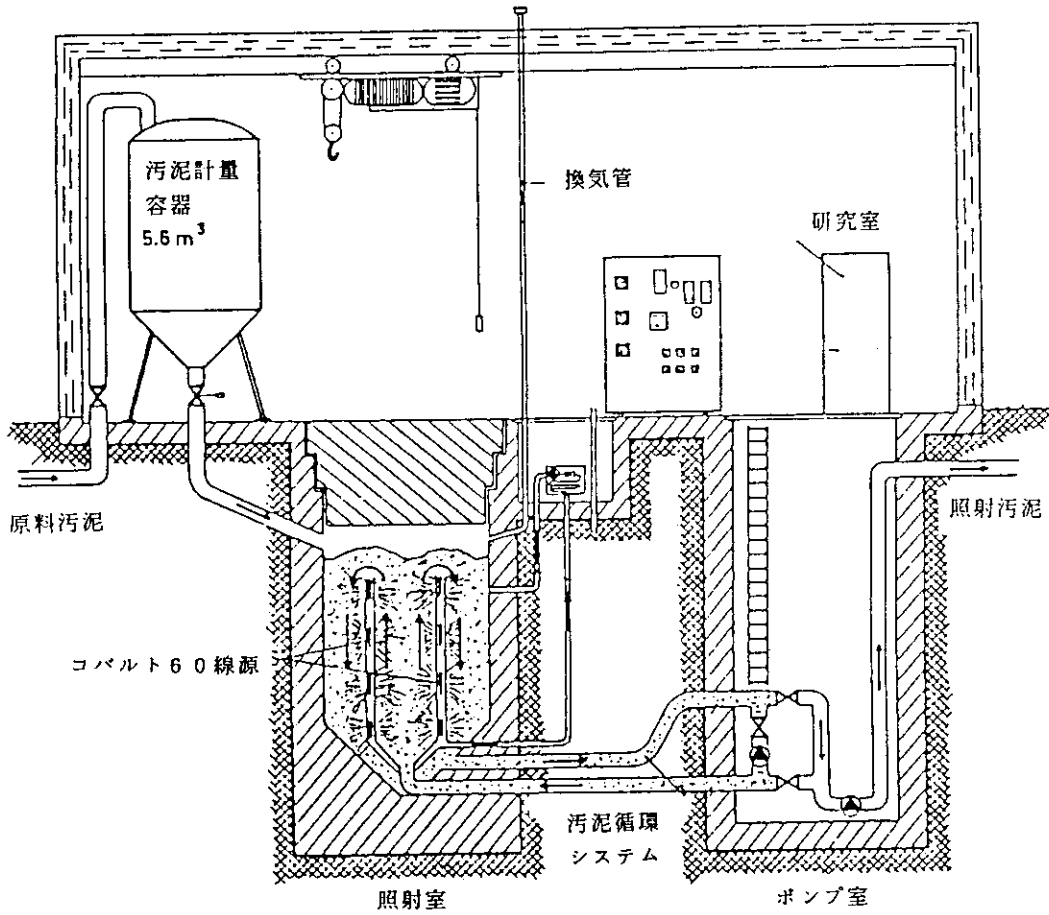 汚泥計量
容器
5.6 m³
換気管
研究室
原料汚泥
照射汚泥
コバルト60線源
汚泥循環
システム
照射室
ポンプ室